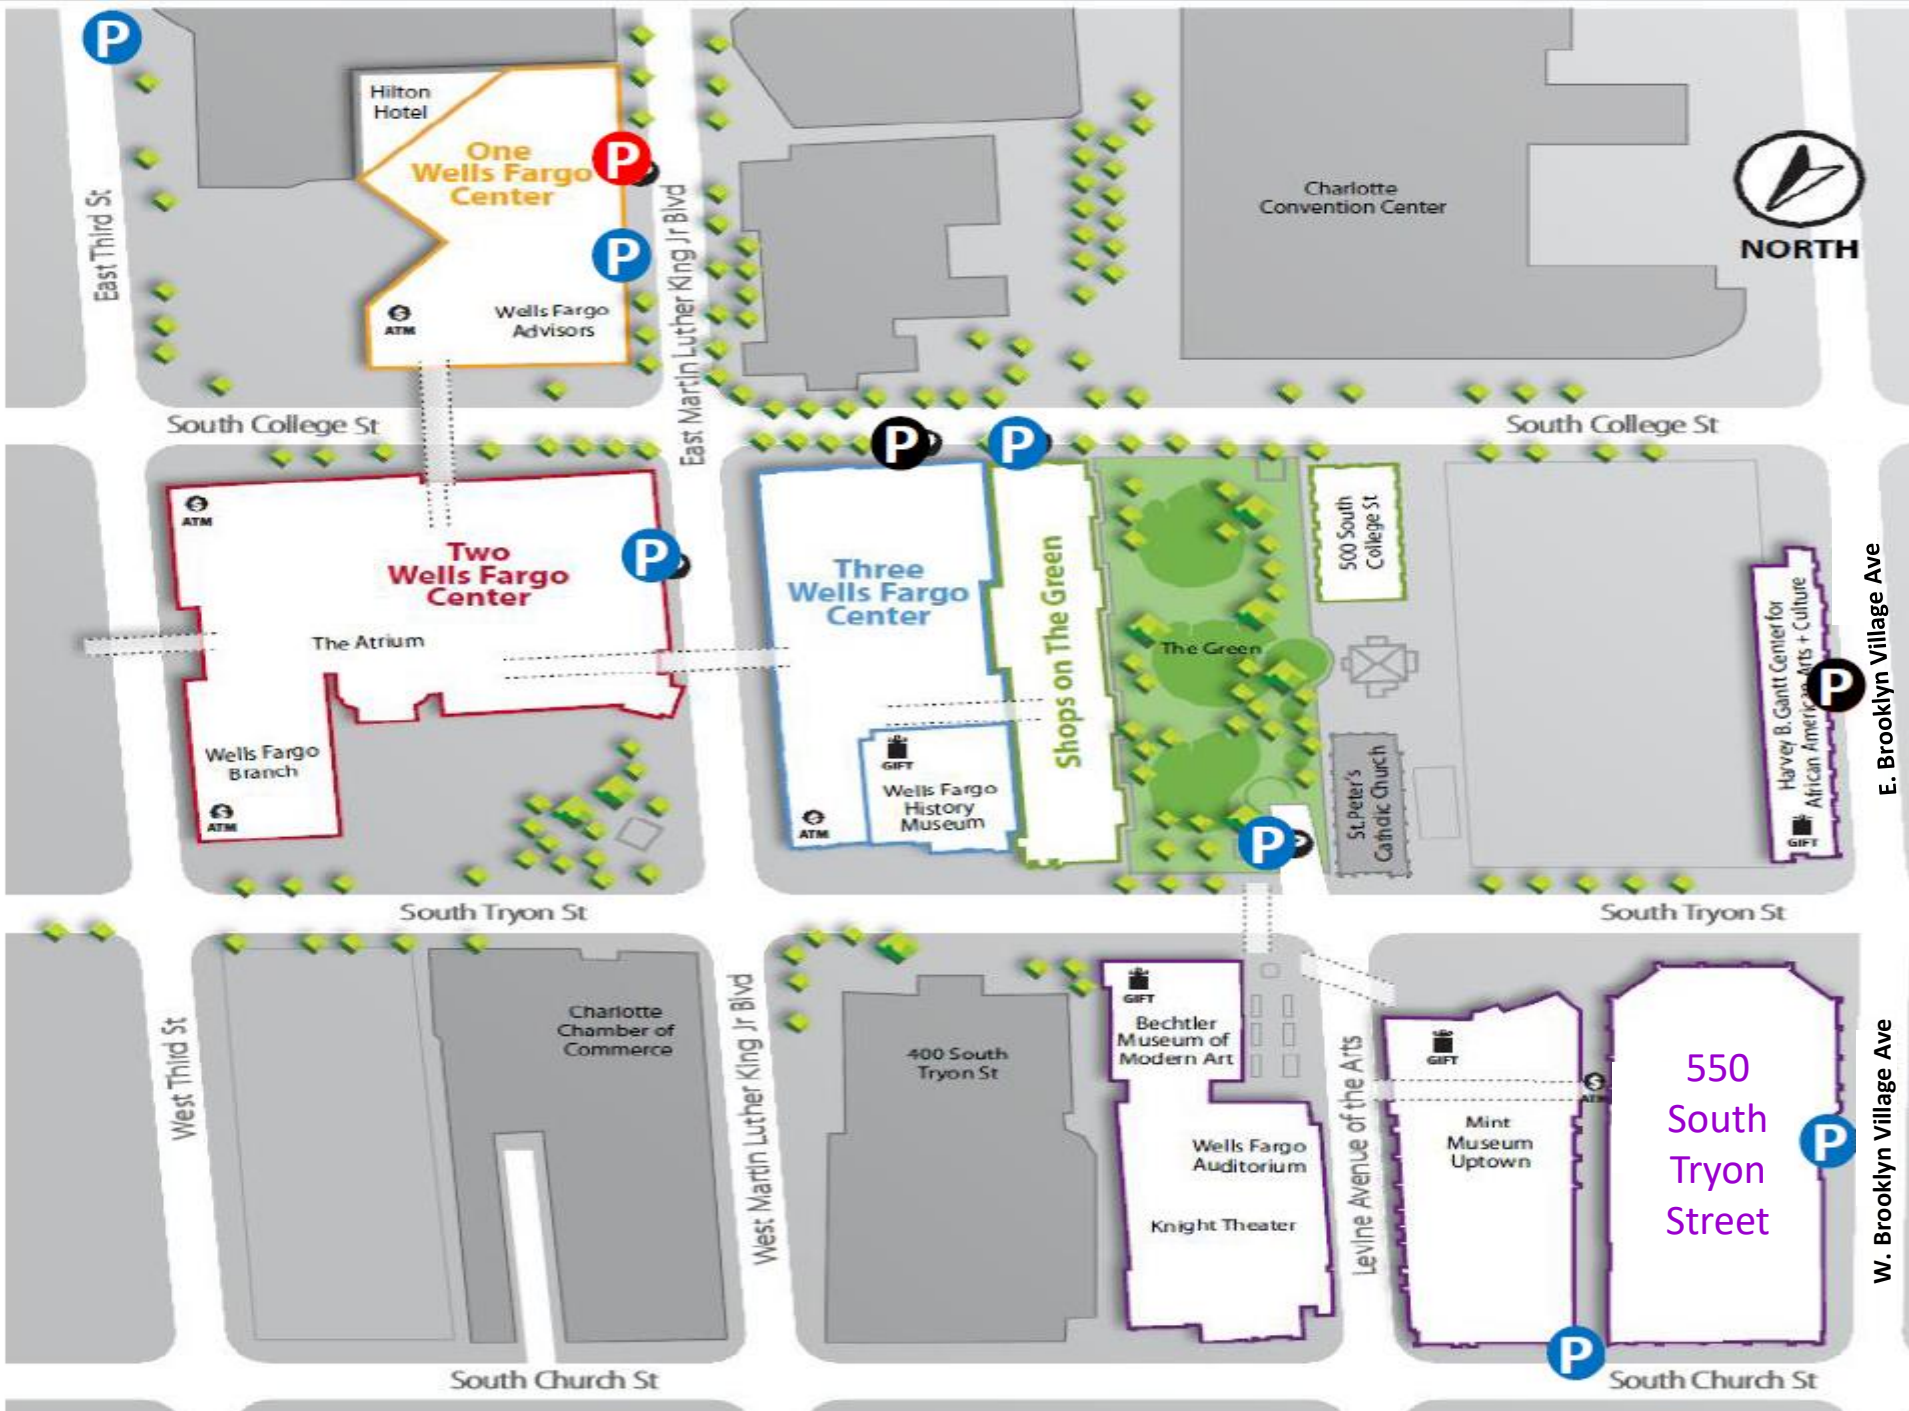 P
Hilton
Hotel
One
Wells Fargo
Center
P
P
ATM
Wells Fargo
Advisors
East Third St
East Martin Luther King Jr Blvd
Charlotte
Convention Center
NORTH
South College St
South College St
P
P
ATM
Two
Wells Fargo
Center
P
The Atrium
Wells Fargo
Branch
ATM
Three
Wells Fargo
Center
GIFT
Wells Fargo
History
Museum
ATM
Shops on The Green
The Green
P
500 South
College St
St. Peter's
Catholic Church
Harvey B. Gantt Center for
African American Arts + Culture
GIFT
P
E. Brooklyn Village Ave
South Tryon St
South Tryon St
West Third St
Charlotte
Chamber of
Commerce
West Martin Luther King Jr Blvd
400 South
Tryon St
GIFT
Bechtler
Museum of
Modern Art
Wells Fargo
Auditorium
Knight Theater
Levine Avenue of the Arts
GIFT
Mint
Museum
Uptown
ATM
550
South
Tryon
Street
P
P
W. Brooklyn Village Ave
South Church St
South Church St